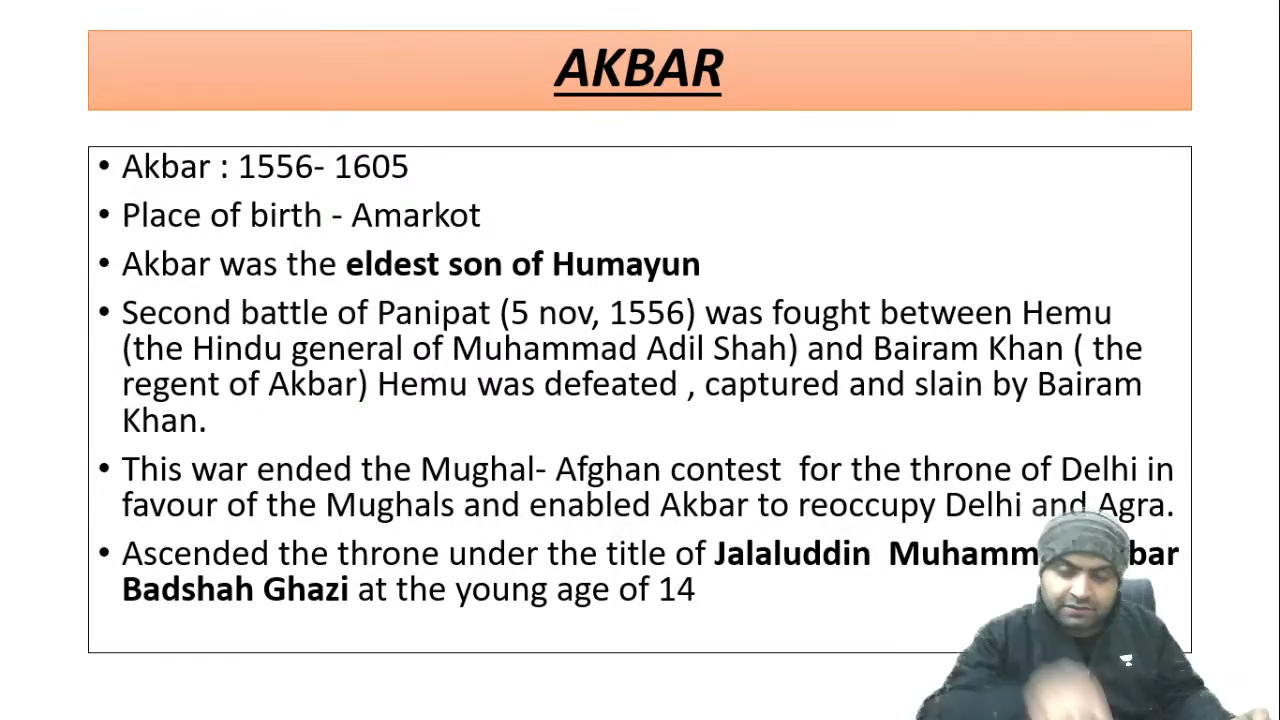 AKBAR
• Akbar : 1556- 1605
• Place of birth - Amarkot
• Akbar was the eldest son of Humayun
• Second battle of Panipat (5 nov, 1556) was fought between Hemu
(the Hindu general of Muhammad Adil Shah) and Bairam Khan ( the
regent of Akbar) Hemu was defeated , captured and slain by Bairam
Khan.
• This war ended the Mughal- Afghan contest  for the throne of Delhi in
favour of the Mughals and enabled Akbar to reoccupy Delhi and Agra.
• Ascended the throne under the title of Jalaluddin
Badshah Ghazi at the young age of 14